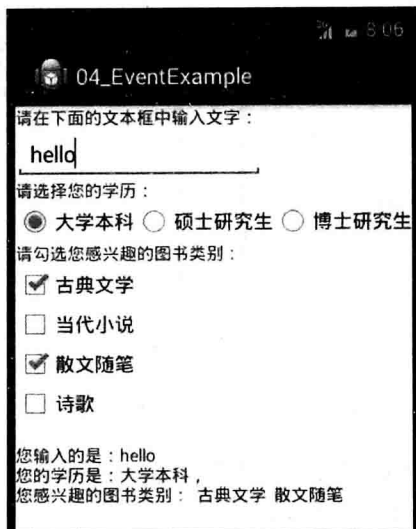 8:06
04_EventExample
请在下面的文本框中输入文字：
hello
请选择您的学历：
大学本科 硕士研究生 博士研究生
请勾选您感兴趣的图书类别：
古典文学
当代小说
散文随笔
诗歌
您输入的是：hello
您的学历是：大学本科，
您感兴趣的图书类别： 古典文学 散文随笔